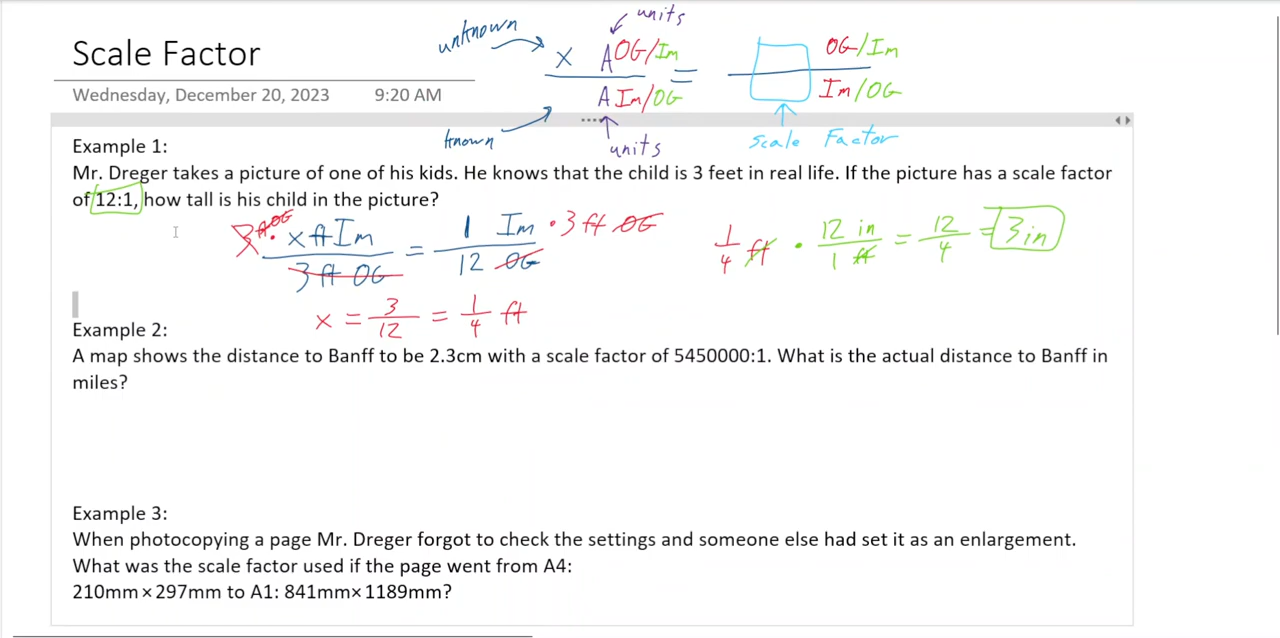 units
unknown
x A OG/Im = OG/Im
A Im/OG Im/OG
known
units
Scale Factor
Scale Factor
Wednesday, December 20, 2023 9:20 AM
Example 1:
Mr. Dreger takes a picture of one of his kids. He knows that the child is 3 feet in real life. If the picture has a scale factor
of 12:1, how tall is his child in the picture?
3 ft OG · x ft Im = 1 Im · 3 ft OG
3 ft OG 12 OG
1/4 ft · 12 in / 1 ft = 12/4 = 3 in
x = 3/12 = 1/4 ft
Example 2:
A map shows the distance to Banff to be 2.3cm with a scale factor of 5450000:1. What is the actual distance to Banff in
miles?
Example 3:
When photocopying a page Mr. Dreger forgot to check the settings and someone else had set it as an enlargement.
What was the scale factor used if the page went from A4:
210mm×297mm to A1: 841mm×1189mm?